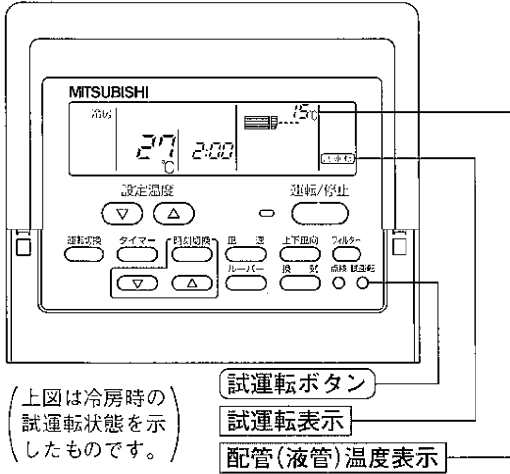 MITSUBISHI
冷房
15℃
27℃
2:00
試運転
設定温度
運転/停止
▽ △
運転切換 タイマー 時刻切換 風速 上下風向 フィルター
▽ △
ルーバー 換気 点検 試運転
(上図は冷房時の
試運転状態を示
したものです。)
試運転ボタン
試運転表示
配管(液管)温度表示